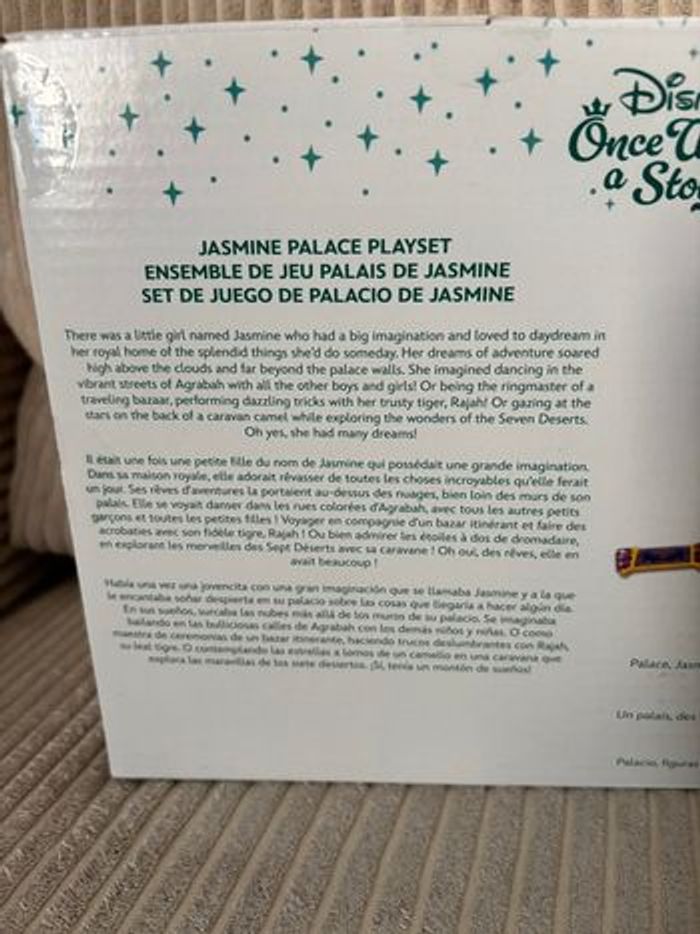 Disn
Once U
a Sto
JASMINE PALACE PLAYSET
ENSEMBLE DE JEU PALAIS DE JASMINE
SET DE JUEGO DE PALACIO DE JASMINE
There was a little girl named Jasmine who had a big imagination and loved to daydream in
her royal home of the splendid things she'd do someday. Her dreams of adventure soared
high above the clouds and far beyond the palace walls. She imagined dancing in the
vibrant streets of Agrabah with all the other boys and girls! Or being the ringmaster of a
traveling bazaar, performing dazzling tricks with her trusty tiger, Rajah! Or gazing at the
stars on the back of a caravan camel while exploring the wonders of the Seven Deserts.
Oh yes, she had many dreams!
Il était une fois une petite fille du nom de Jasmine qui possédait une grande imagination.
Dans sa maison royale, elle adorait rêvasser de toutes les choses incroyables qu'elle ferait
un jour. Ses rêves d'aventures la portaient au-dessus des nuages, bien loin des murs de son
palais. Elle se voyait danser dans les rues colorées d'Agrabah, avec tous les autres petits
garçons et toutes les petites filles ! Voyager en compagnie d'un bazar itinérant et faire des
acrobaties avec son fidèle tigre, Rajah ! Ou bien admirer les étoiles à dos de dromadaire,
en explorant les merveilles des Sept Déserts avec sa caravane ! Oh oui, des rêves, elle en
avait beaucoup !
Había una vez una jovencita con una gran imaginación que se llamaba Jasmine y a la que
le encantaba soñar despierta en su palacio sobre las cosas que llegaría a hacer algún día.
En sus sueños, surcaba las nubes más allá de los muros de su palacio. Se imaginaba
bailando en las bulliciosas calles de Agrabah con los demás niños y niñas. O como
maestra de ceremonias de un bazar itinerante, haciendo trucos deslumbrantes con Rajah,
su leal tigre. O contemplando las estrellas a lomos de un camello en una caravana que
explora las maravillas de los siete desiertos. ¡Sí, tenía un montón de sueños!
Palace, Jasm
Un palais, des
Palacio, figuras